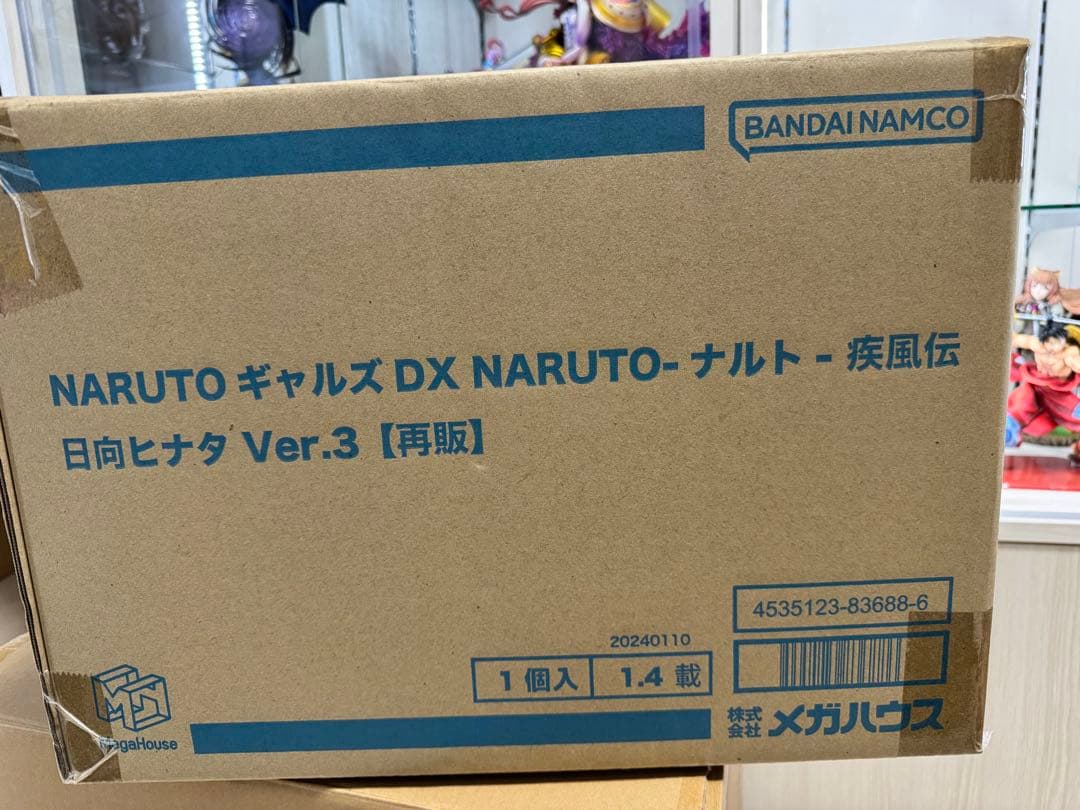 BANDAI NAMCO
NARUTO ギャルズ DX NARUTO- ナルト - 疾風伝
日向ヒナタ Ver.3【再販】
4535123-83688-6
20240110
1 個入 1.4 載
MegaHouse
株式会社 メガハウス